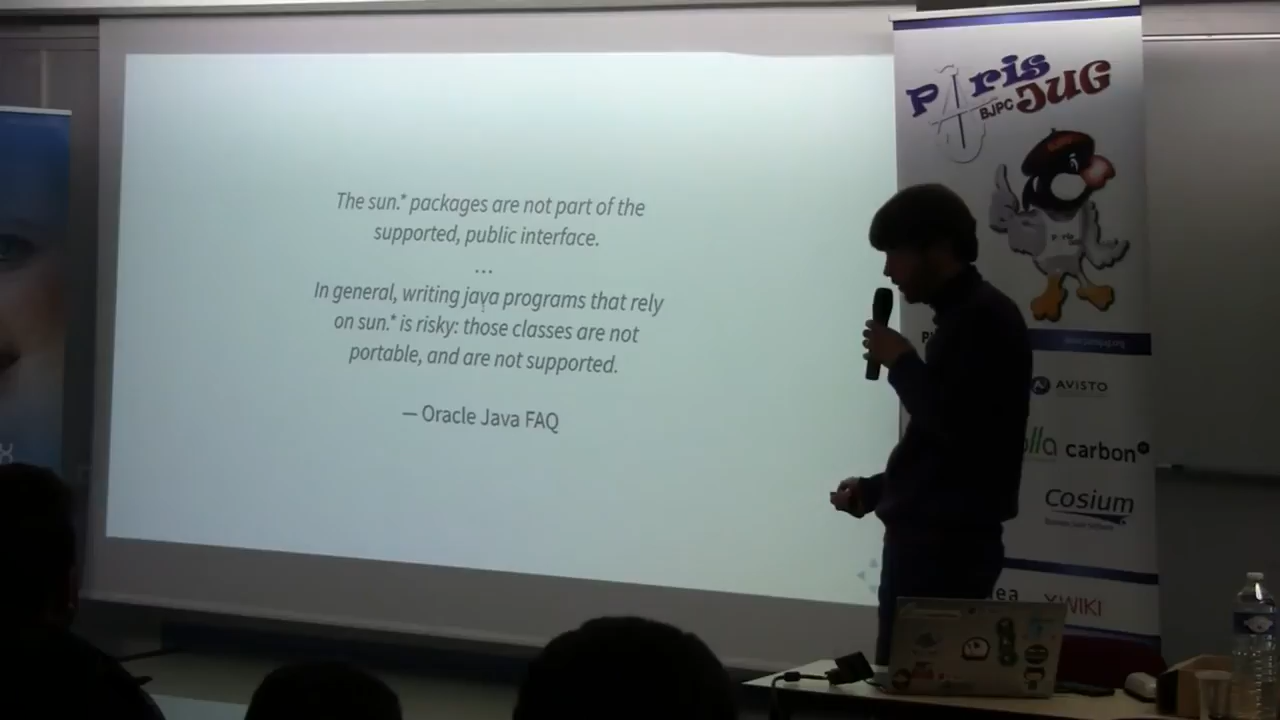 The sun.* packages are not part of the
supported, public interface.
...
In general, writing java programs that rely
on sun.* is risky: those classes are not
portable, and are not supported.
— Oracle Java FAQ
Paris
BJPC JUG
AVISTO
carbon
Cosium
XWIKI